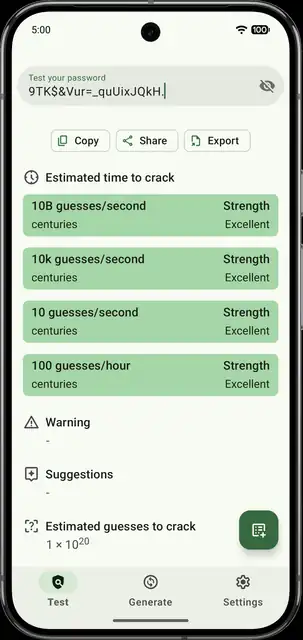 5:00
100
Test your password
9TK$&Vur=_quUixJQkH.
Copy Share Export
Estimated time to crack
10B guesses/second Strength
centuries Excellent
10k guesses/second Strength
centuries Excellent
10 guesses/second Strength
centuries Excellent
100 guesses/hour Strength
centuries Excellent
Warning
-
Suggestions
-
Estimated guesses to crack
1 × 10²⁰
Test Generate Settings